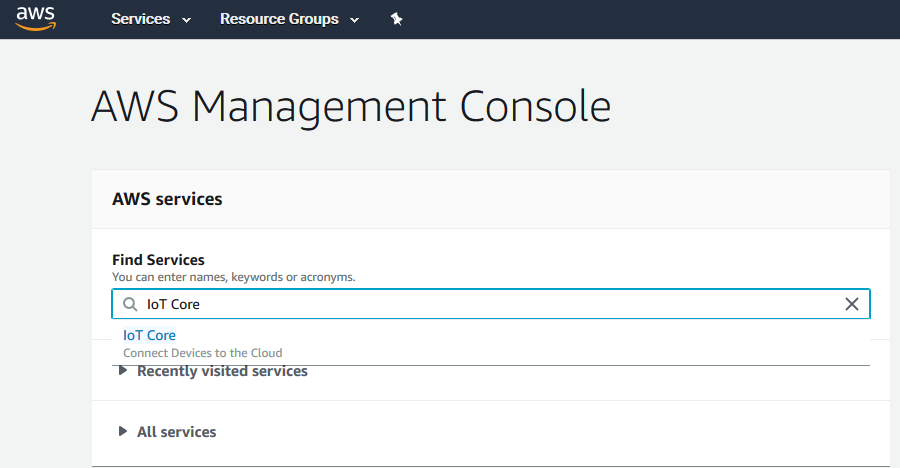 aws
Services Resource Groups
AWS Management Console
AWS services
Find Services
You can enter names, keywords or acronyms.
IoT Core
IoT Core
Connect Devices to the Cloud
Recently visited services
All services